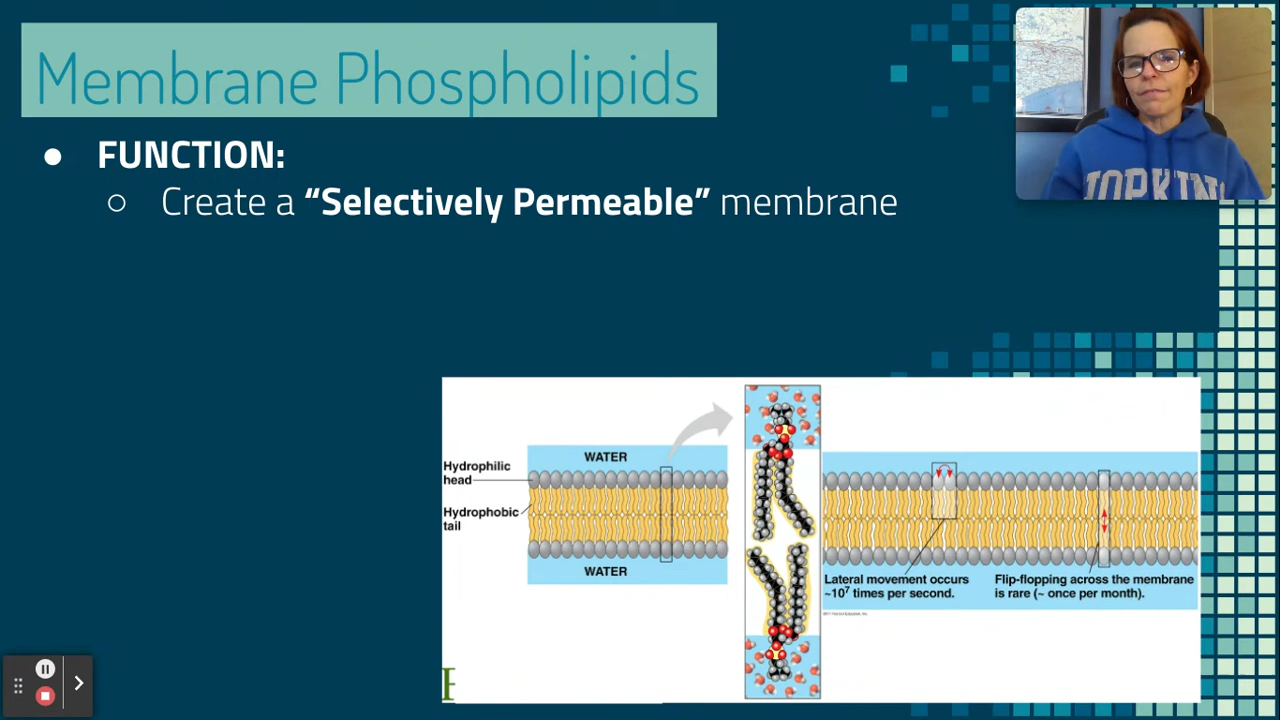 Membrane Phospholipids
● FUNCTION:
○ Create a “Selectively Permeable” membrane
WATER
Hydrophilic
head
Hydrophobic
tail
WATER
Lateral movement occurs
~10⁷ times per second.
Flip-flopping across the membrane
is rare (~ once per month).